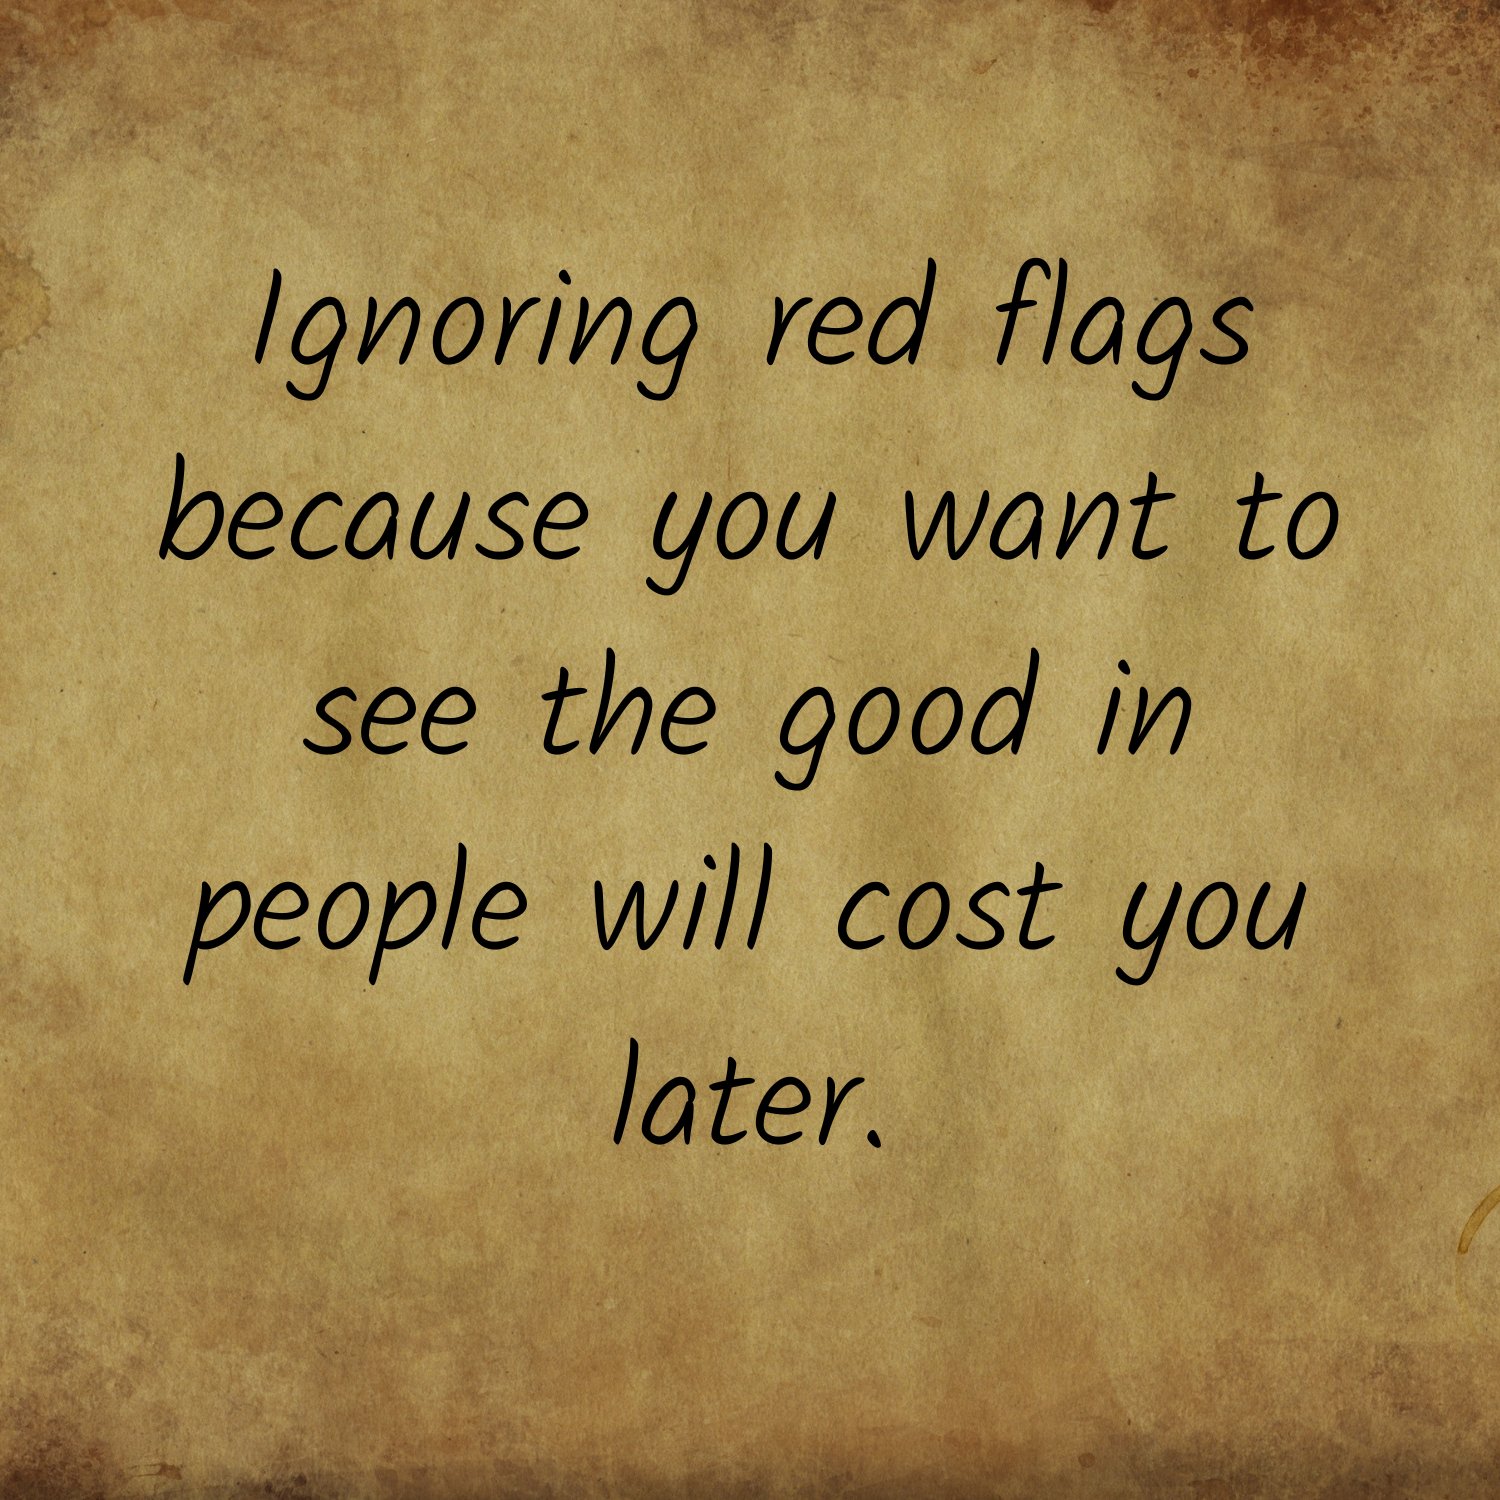 Ignoring red flags
because you want to
see the good in
people will cost you
later.